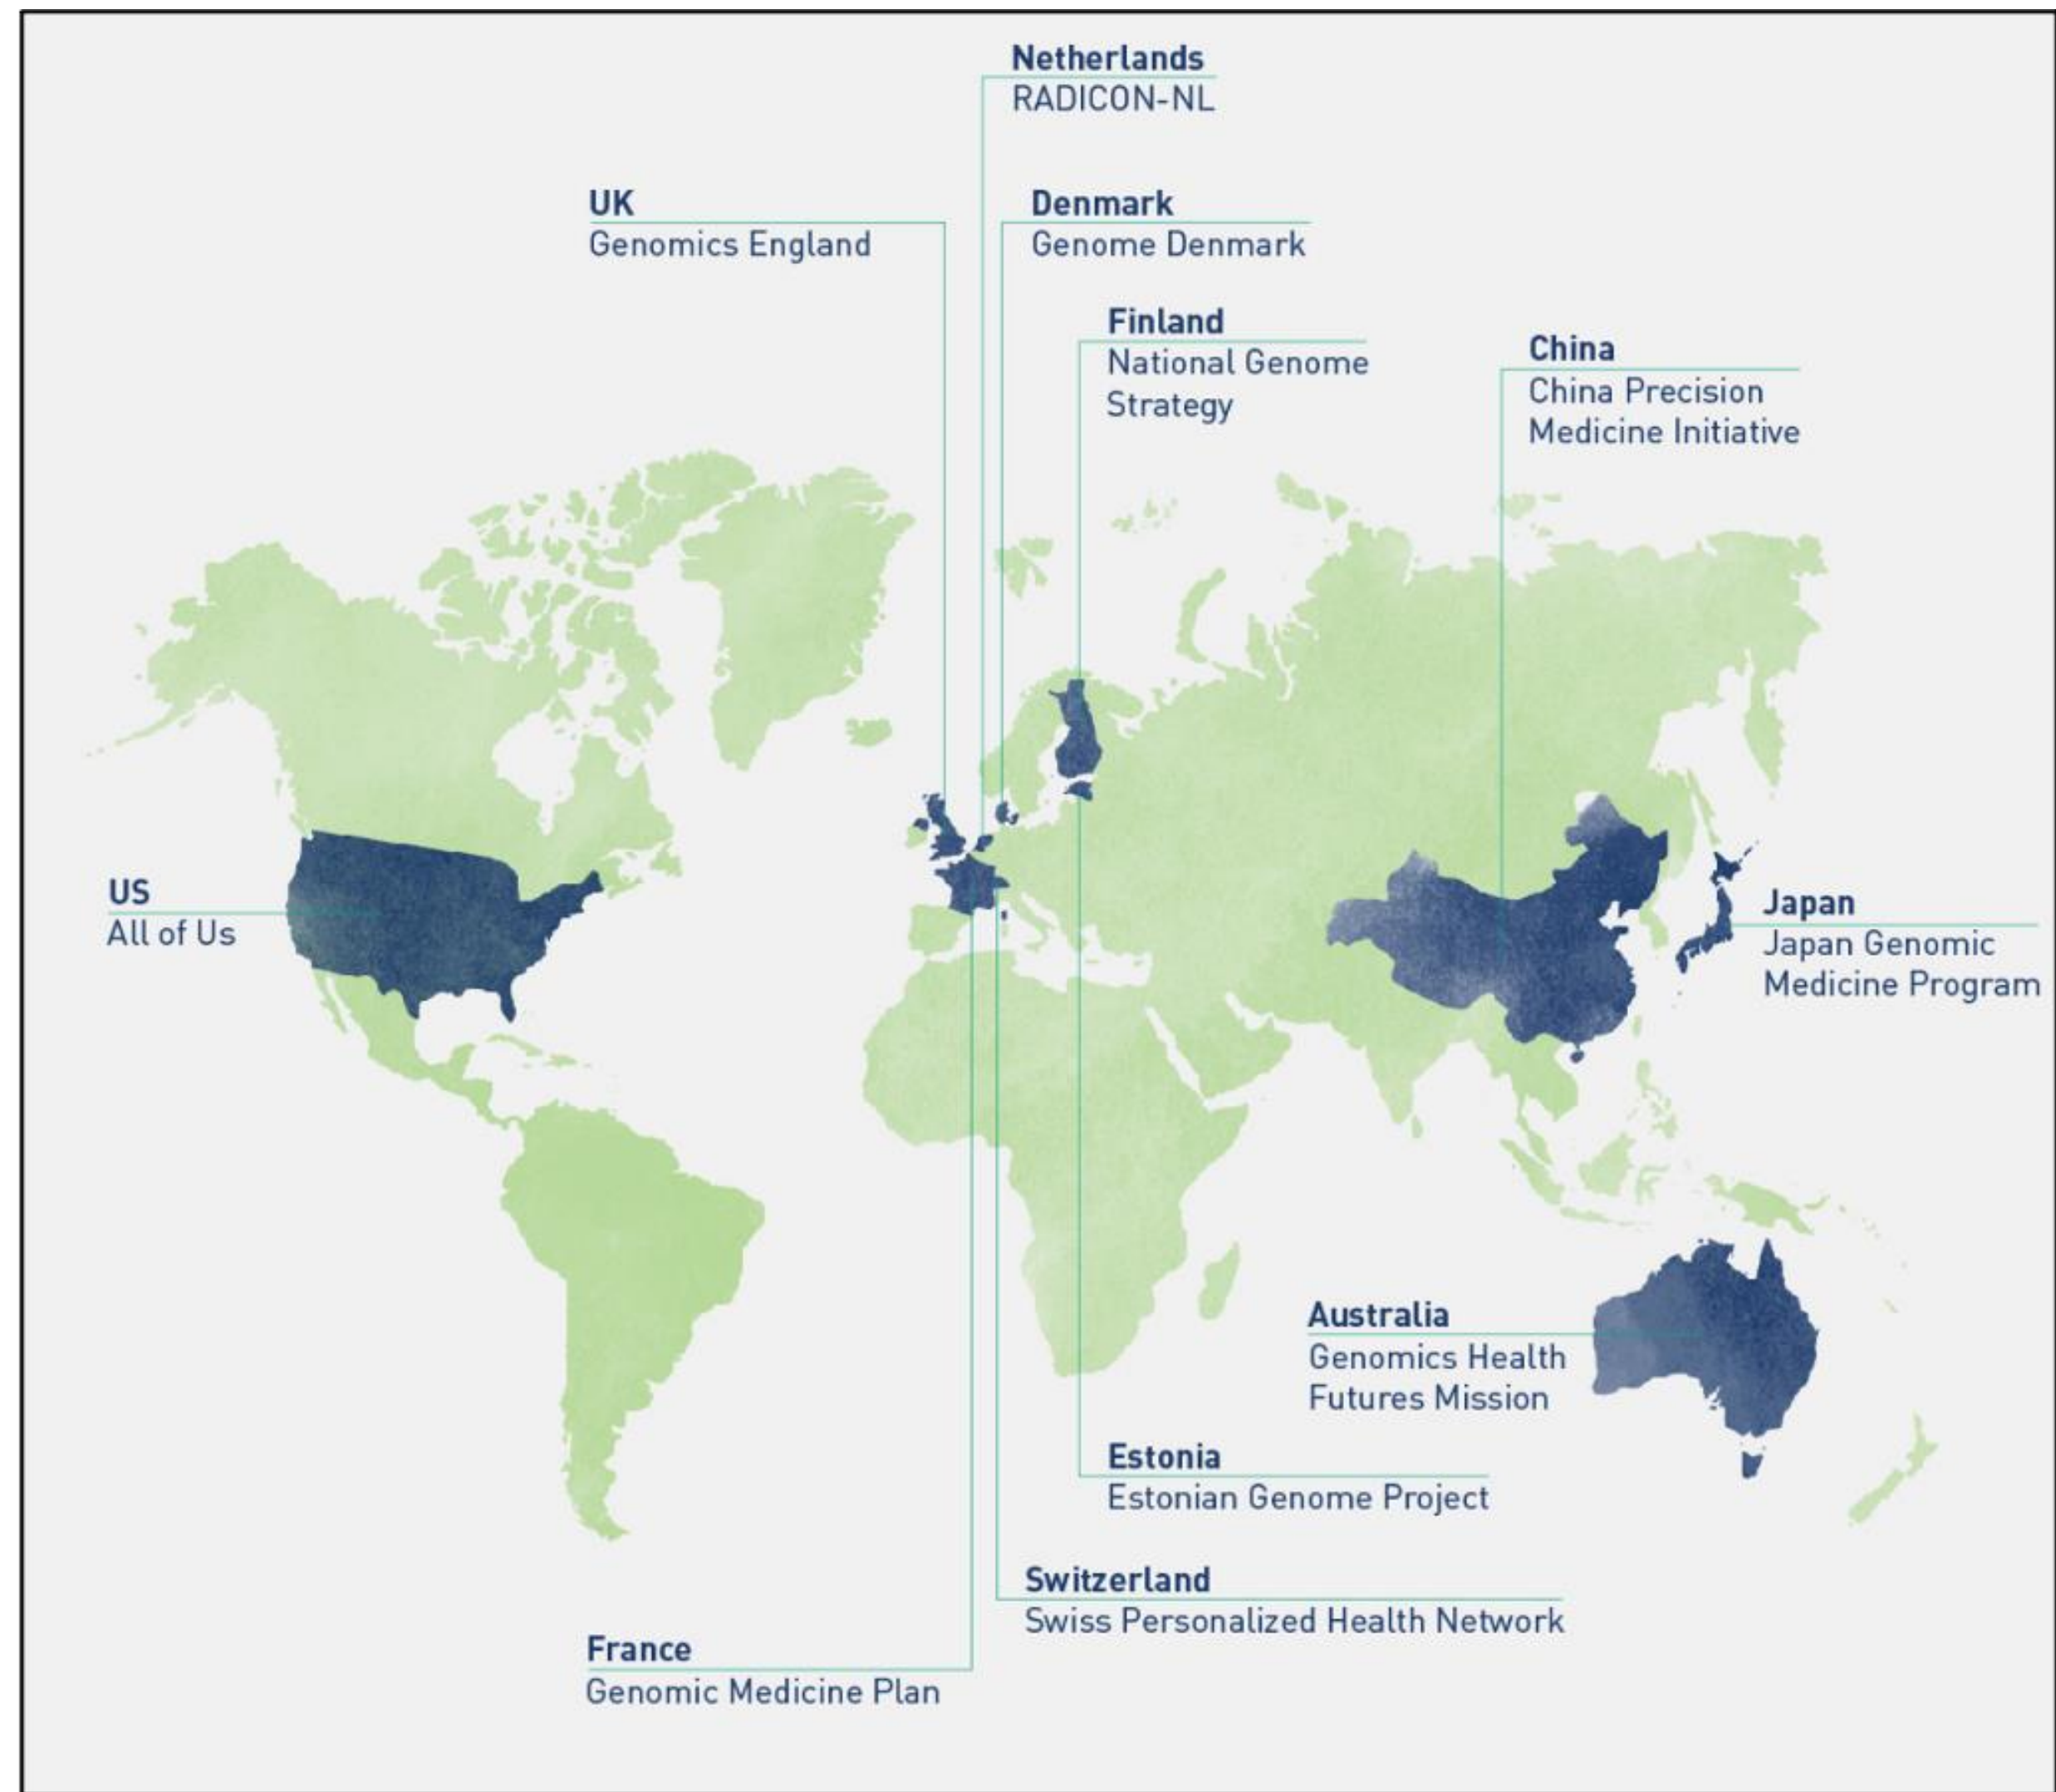 Netherlands
RADICON-NL
UK
Genomics England
Denmark
Genome Denmark
Finland
National Genome
Strategy
China
China Precision
Medicine Initiative
US
All of Us
Japan
Japan Genomic
Medicine Program
Australia
Genomics Health
Futures Mission
Estonia
Estonian Genome Project
Switzerland
Swiss Personalized Health Network
France
Genomic Medicine Plan